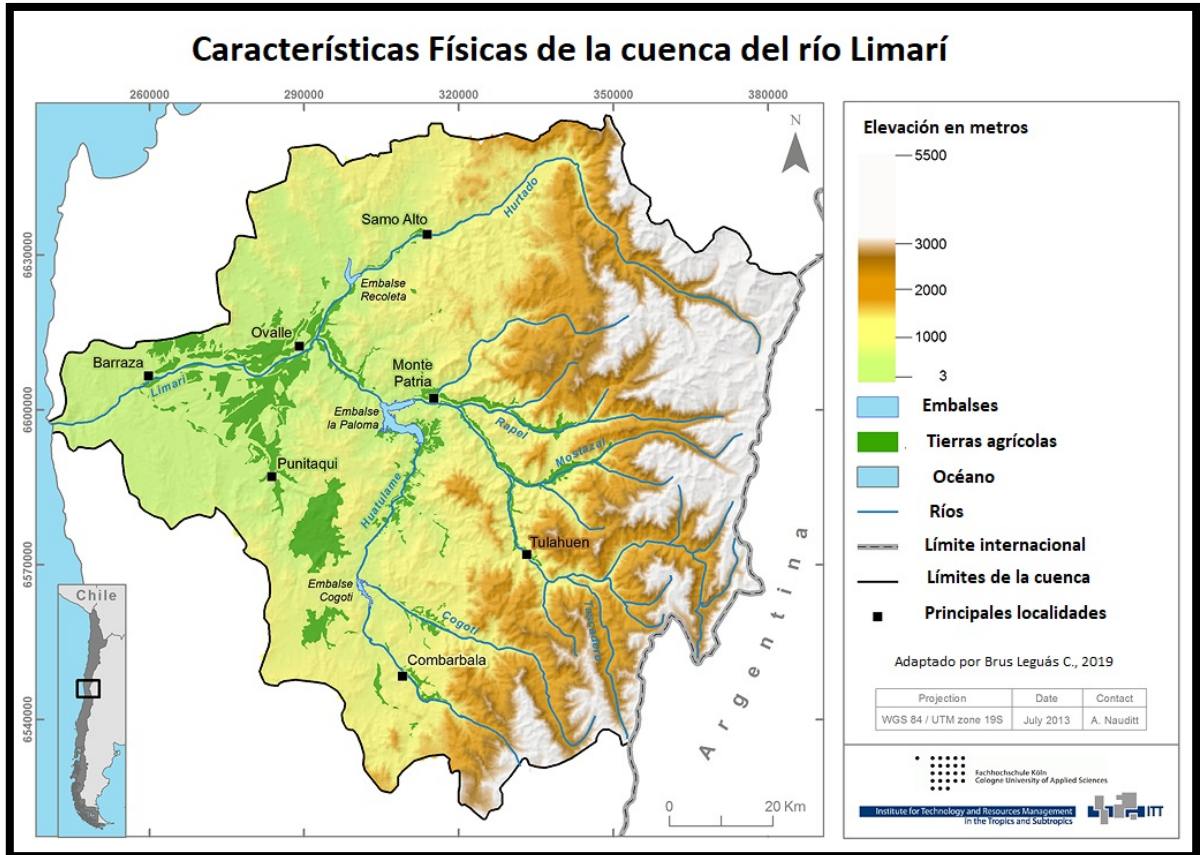 Características Físicas de la cuenca del río Limarí
260000
290000
320000
350000
380000
6630000
6600000
6570000
6540000
N
Hurtado
Samo Alto
Embalse
Recoleta
Ovalle
Barraza
Limarí
Monte
Patria
Embalse
la Paloma
Rapel
Mostazal
Punitaqui
Huatulame
Tulahuen
Embalse
Cogoti
Cogotí
Tascadero
Combarbala
Argentina
Chile
0
20 Km
Elevación en metros
5500
3000
2000
1000
3
Embalses
Tierras agrícolas
Océano
Ríos
Límite internacional
Límites de la cuenca
Principales localidades
Adaptado por Brus Leguás C., 2019
Projection Date Contact
WGS 84 / UTM zone 19S July 2013 A. Nauditt
Fachhochschule Köln
Cologne University of Applied Sciences
Institute for Technology and Resources Management
in the Tropics and Subtropics
ITT